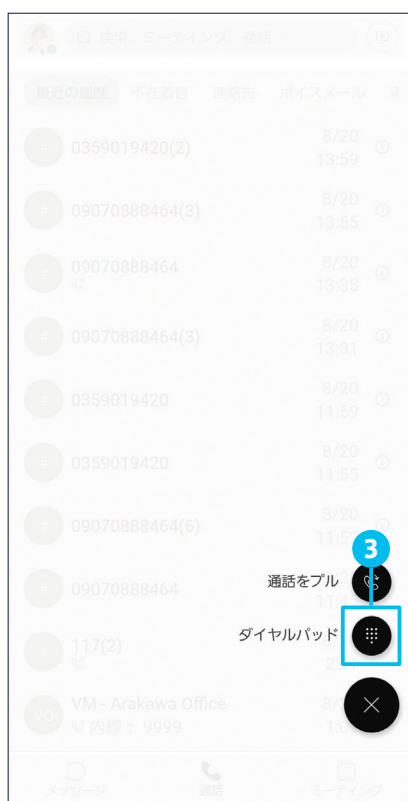 検索、ミーティング、通話
最近の履歴 不在着信 連絡先 ボイスメール
# 0359019420(2) 8/20 13:59
# 09070888464(3) 8/20 13:55
# 09070888464 8/20 13:35
# 09070888464(3) 8/20 13:31
# 0359019420 8/20 11:59
# 0359019420 8/20 11:55
# 09070888464(6) 8/20
3
# 09070888464
通話をプル
# 117(2)
ダイヤルパッド
VO VM - Arakawa Office
内線: 9999
メッセージ 通話 ミーティング